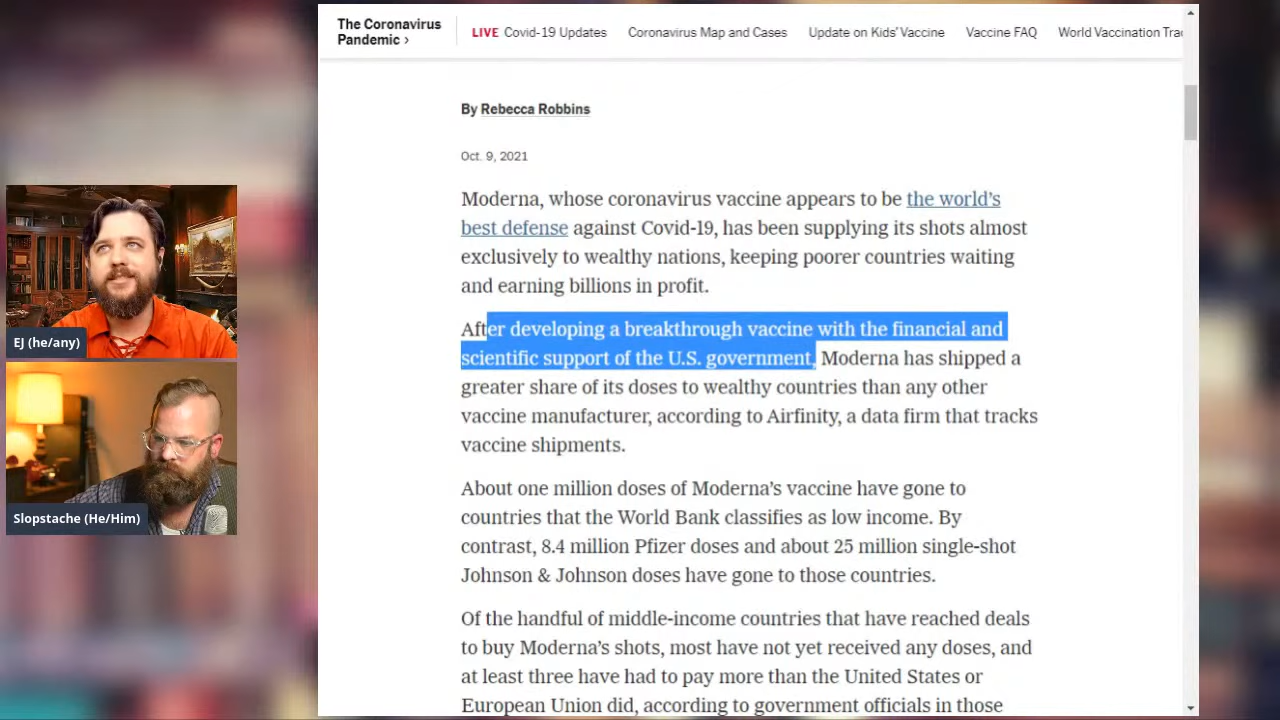 The Coronavirus
Pandemic ›
LIVE Covid-19 Updates
Coronavirus Map and Cases
Update on Kids' Vaccine
Vaccine FAQ
World Vaccination
By Rebecca Robbins
Oct. 9, 2021
Moderna, whose coronavirus vaccine appears to be the world's
best defense against Covid-19, has been supplying its shots almost
exclusively to wealthy nations, keeping poorer countries waiting
and earning billions in profit.
After developing a breakthrough vaccine with the financial and
scientific support of the U.S. government, Moderna has shipped a
greater share of its doses to wealthy countries than any other
vaccine manufacturer, according to Airfinity, a data firm that tracks
vaccine shipments.
About one million doses of Moderna's vaccine have gone to
countries that the World Bank classifies as low income. By
contrast, 8.4 million Pfizer doses and about 25 million single-shot
Johnson & Johnson doses have gone to those countries.
Of the handful of middle-income countries that have reached deals
to buy Moderna's shots, most have not yet received any doses, and
at least three have had to pay more than the United States or
European Union did, according to government officials in those
EJ (he/any)
Slopstache (He/Him)